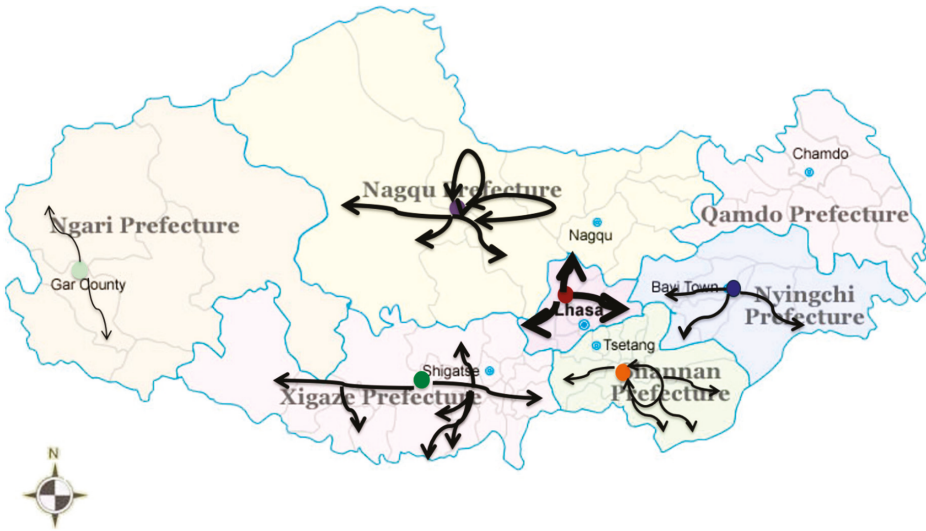 Chamdo
Nagqu Prefecture
Qamdo Prefecture
Ngari Prefecture
Nagqu
Gar County
Bayi Town
Nyingchi
Prefecture
Lhasa
Tsetang
Shigatse
Shannan
Prefecture
Xigaze Prefecture
N